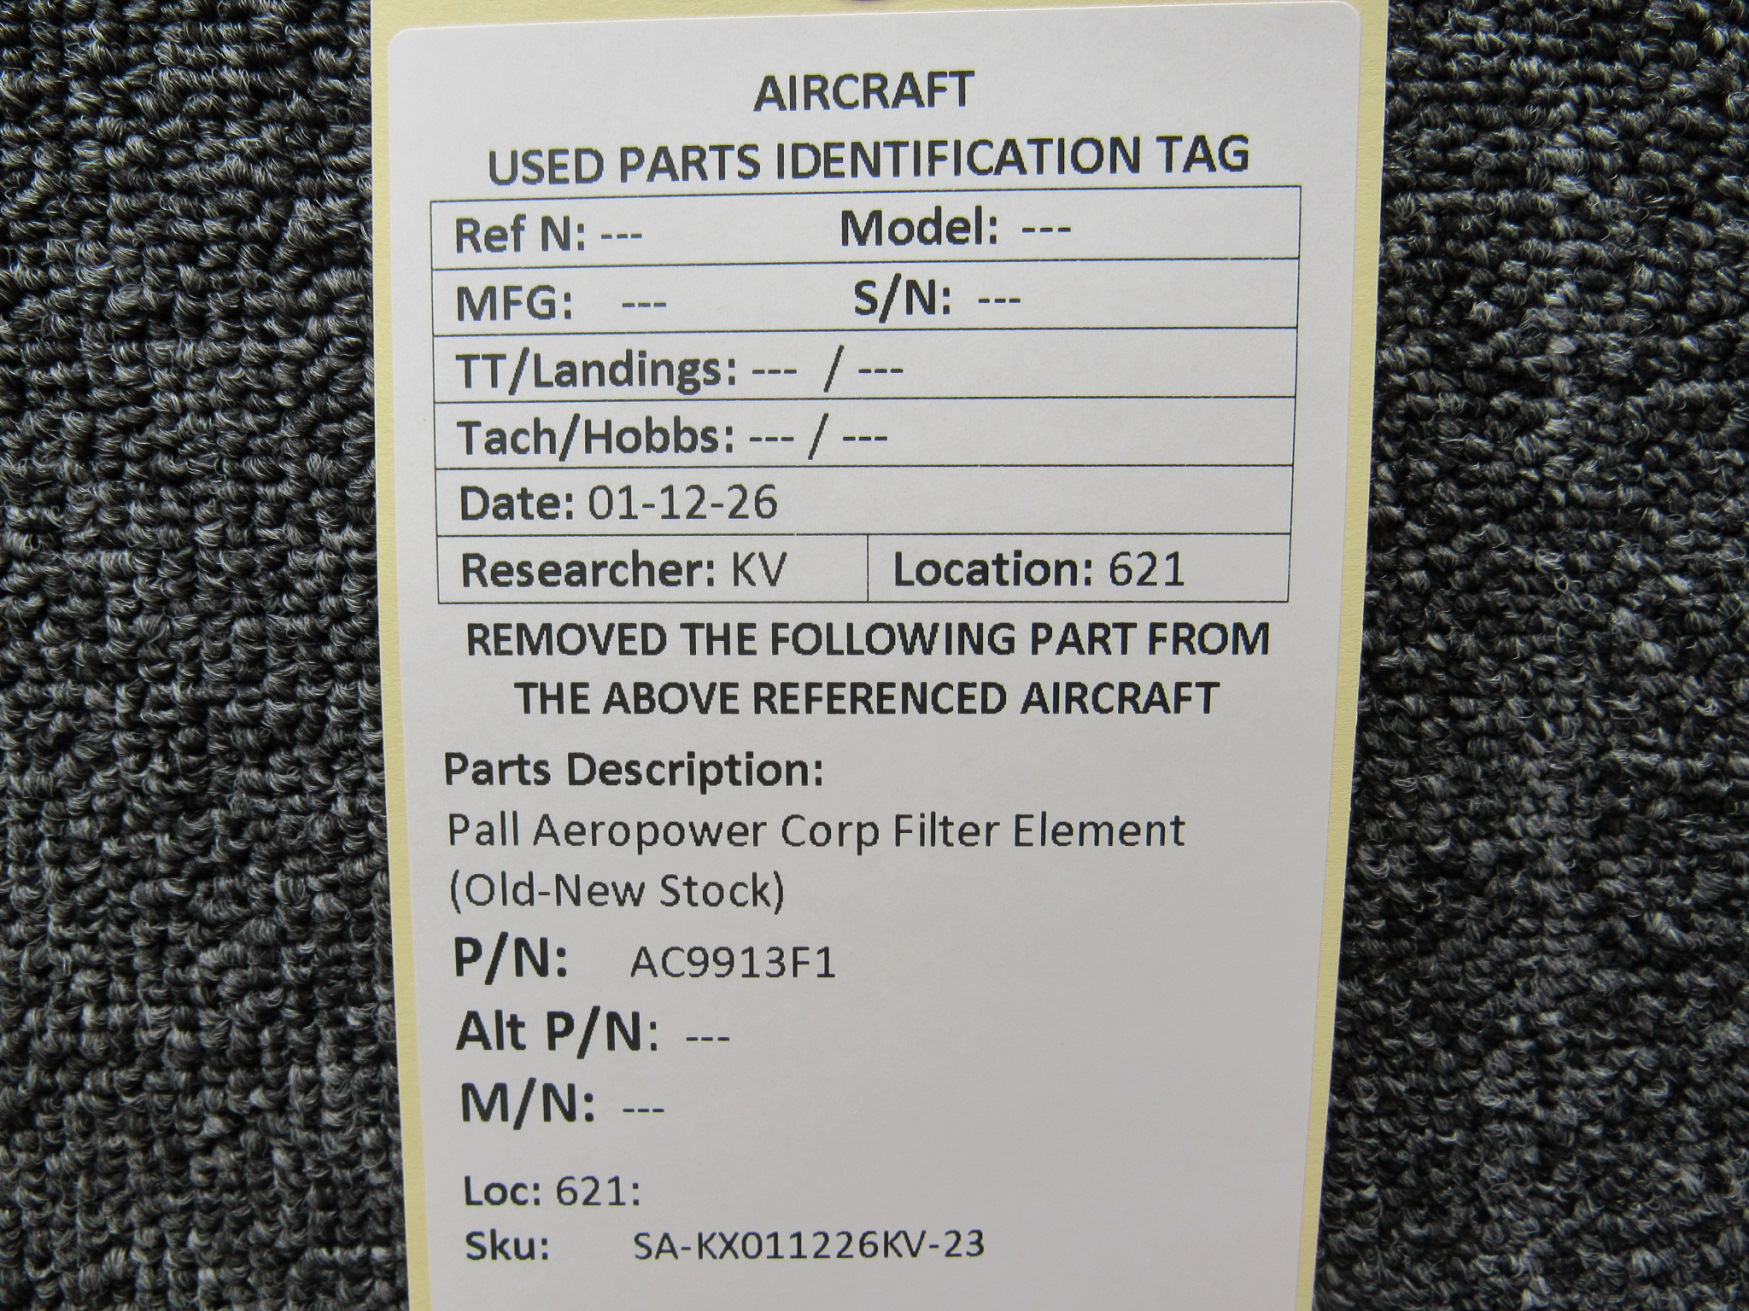 AIRCRAFT
USED PARTS IDENTIFICATION TAG
Ref N: --- Model: ---
MFG: --- S/N: ---
TT/Landings: --- / ---
Tach/Hobbs: --- / ---
Date: 01-12-26
Researcher: KV Location: 621
REMOVED THE FOLLOWING PART FROM
THE ABOVE REFERENCED AIRCRAFT
Parts Description:
Pall Aeropower Corp Filter Element
(Old-New Stock)
P/N: AC9913F1
Alt P/N: ---
M/N: ---
Loc: 621:
Sku: SA-KX011226KV-23